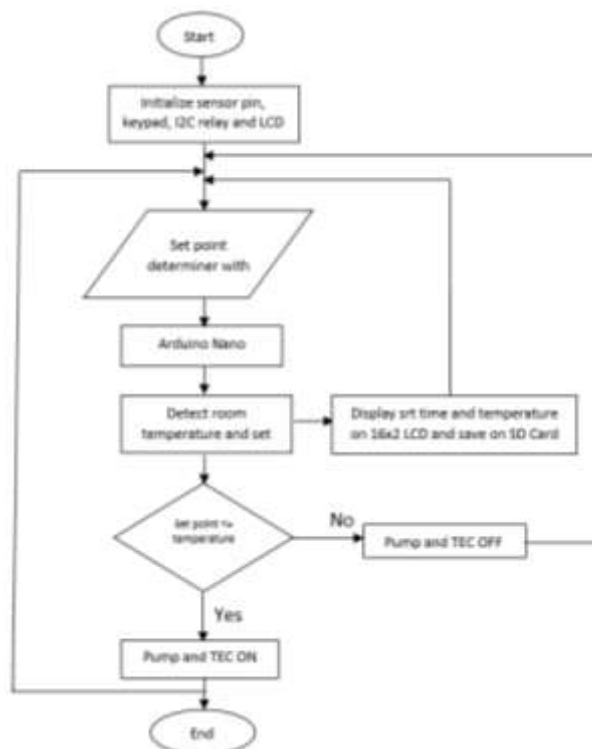 Start
Initialize sensor pin,
keypad, I2C relay and LCD
Set point
determiner with
Arduino Nano
Detect room
temperature and set
Display srt time and temperature
on 16x2 LCD and save on SD Card
Set point <=
temperature
No
Pump and TEC OFF
Yes
Pump and TEC ON
End